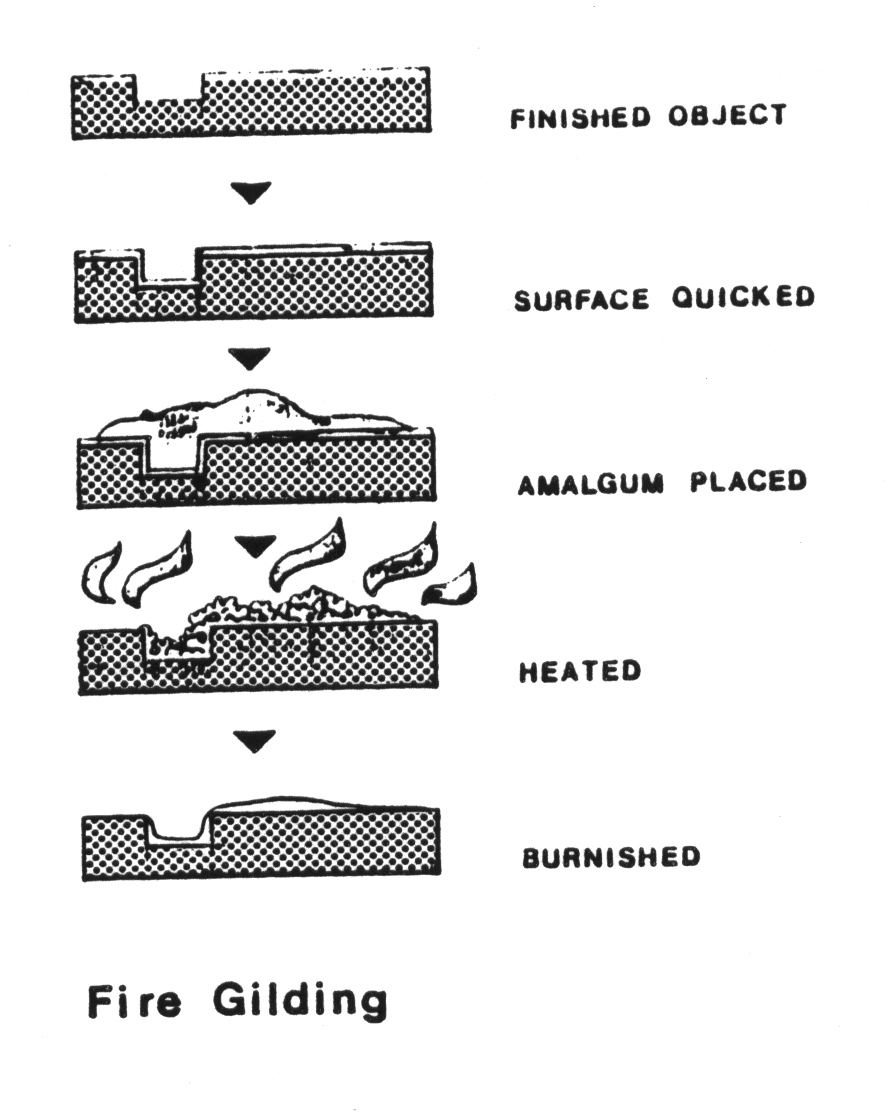 FINISHED OBJECT
SURFACE QUICKED
AMALGUM PLACED
HEATED
BURNISHED
Fire Gilding